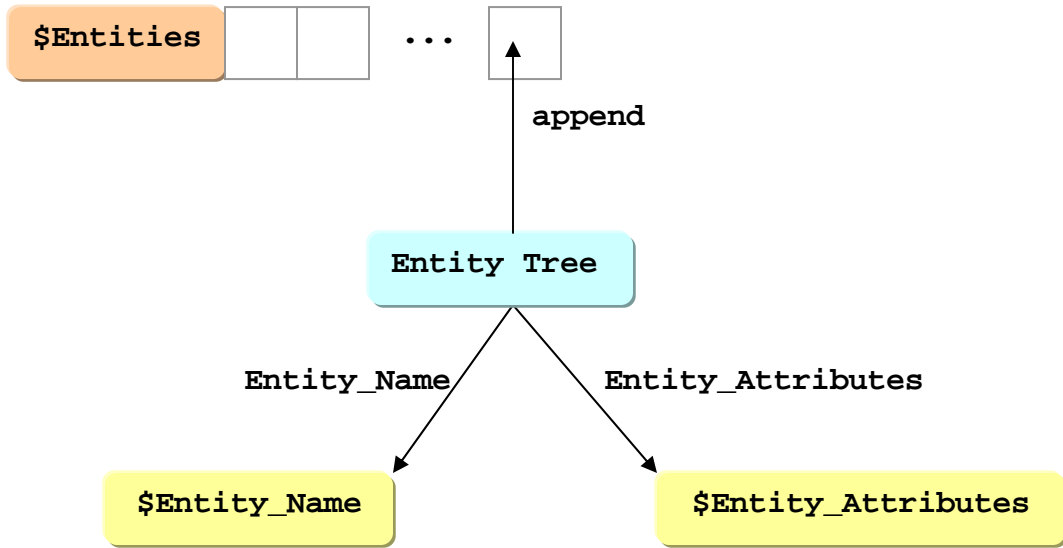 $Entities
...
append
Entity Tree
Entity_Name
Entity_Attributes
$Entity_Name
$Entity_Attributes